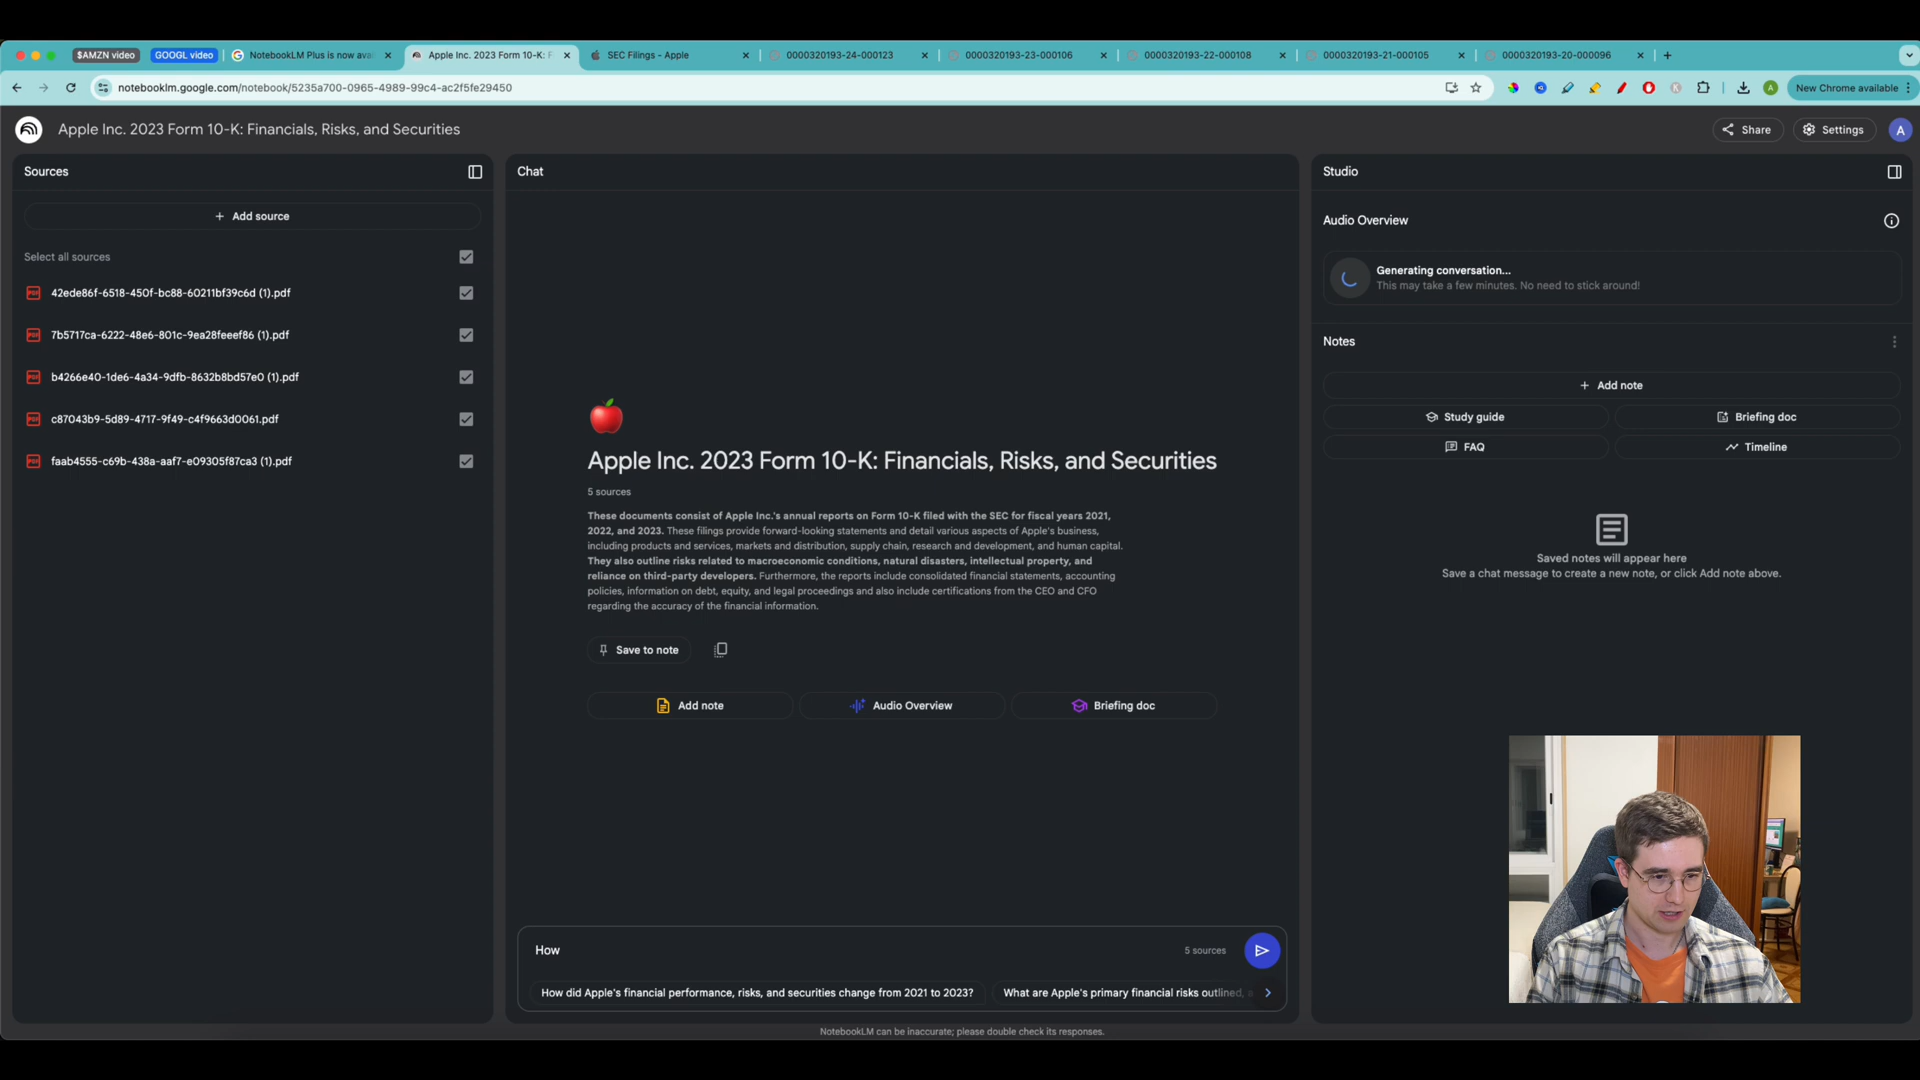 $AMZN video
GOOGL video
NotebookLM Plus is now ava
Apple Inc. 2023 Form 10-K: F
SEC Filings - Apple
0000320193-24-000123
0000320193-23-000106
0000320193-22-000108
0000320193-21-000105
0000320193-20-000096
notebooklm.google.com/notebook/5235a700-0965-4989-99c4-ac2f5fe29450
A
New Chrome available
Apple Inc. 2023 Form 10-K: Financials, Risks, and Securities
Share
Settings
A
Sources
+ Add source
Select all sources
PDF 42ede86f-6518-450f-bc88-60211bf39c6d (1).pdf
PDF 7b5717ca-6222-48e6-801c-9ea28feeef86 (1).pdf
PDF b4266e40-1de6-4a34-9dfb-8632b8bd57e0 (1).pdf
PDF c87043b9-5d89-4717-9f49-c4f9663d0061.pdf
PDF faab4555-c69b-438a-aaf7-e09305f87ca3 (1).pdf
Chat
Apple Inc. 2023 Form 10-K: Financials, Risks, and Securities
5 sources
These documents consist of Apple Inc.'s annual reports on Form 10-K filed with the SEC for fiscal years 2021,
2022, and 2023. These filings provide forward-looking statements and detail various aspects of Apple's business,
including products and services, markets and distribution, supply chain, research and development, and human capital.
They also outline risks related to macroeconomic conditions, natural disasters, intellectual property, and
reliance on third-party developers. Furthermore, the reports include consolidated financial statements, accounting
policies, information on debt, equity, and legal proceedings and also include certifications from the CEO and CFO
regarding the accuracy of the financial information.
Save to note
Add note
Audio Overview
Briefing doc
How
5 sources
How did Apple's financial performance, risks, and securities change from 2021 to 2023?
What are Apple's primary financial risks outlined,
NotebookLM can be inaccurate; please double check its responses.
Studio
Audio Overview
Generating conversation...
This may take a few minutes. No need to stick around!
Notes
+ Add note
Study guide
Briefing doc
FAQ
Timeline
Saved notes will appear here
Save a chat message to create a new note, or click Add note above.